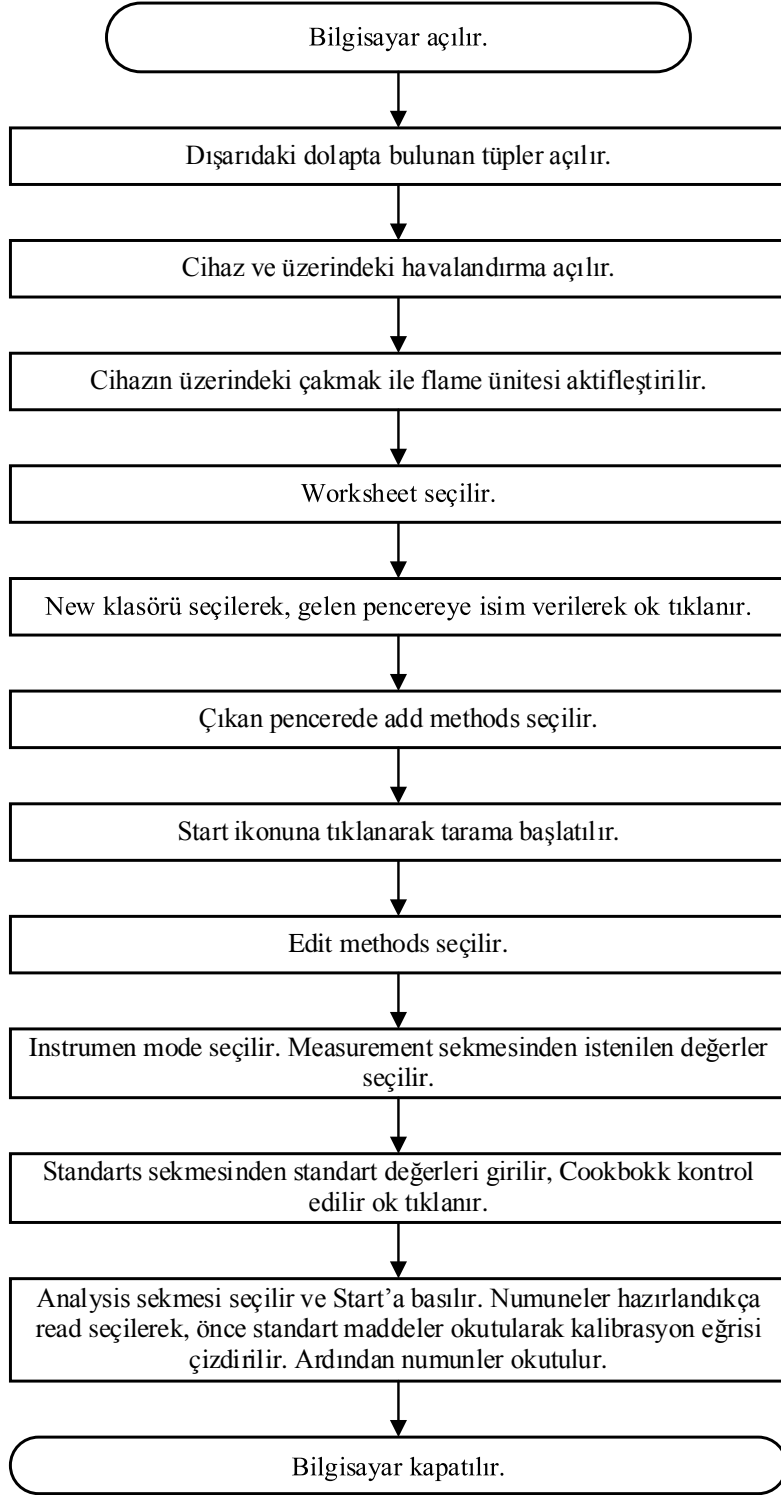 Bilgisayar açılır.
Dışarıdaki dolapta bulunan tüpler açılır.
Cihaz ve üzerindeki havalandırma açılır.
Cihazın üzerindeki çakmak ile flame ünitesi aktifleştirilir.
Worksheet seçilir.
New klasörü seçilerek, gelen pencereye isim verilerek ok tıklanır.
Çıkan pencerede add methods seçilir.
Start ikonuna tıklanarak tarama başlatılır.
Edit methods seçilir.
Instrumen mode seçilir. Measurement sekmesinden istenilen değerler
seçilir.
Standarts sekmesinden standart değerleri girilir, Cookbokk kontrol
edilir ok tıklanır.
Analysis sekmesi seçilir ve Start’a basılır. Numuneler hazırlandıkça
read seçilerek, önce standart maddeler okutularak kalibrasyon eğrisi
çizdirilir. Ardından numunler okutulur.
Bilgisayar kapatılır.